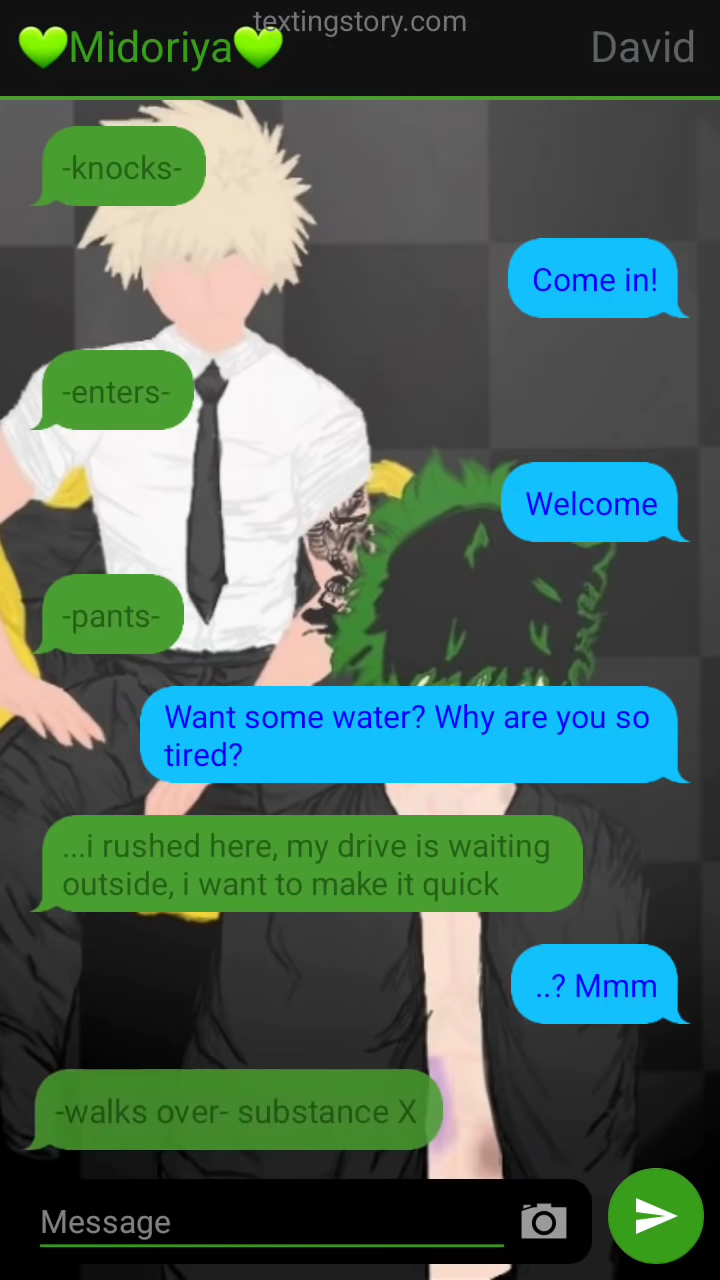 textingstory.com
💚Midoriya💚
David
-knocks-
Come in!
-enters-
Welcome
-pants-
Want some water? Why are you so
tired?
...i rushed here, my drive is waiting
outside, i want to make it quick
..? Mmm
-walks over- substance X
Message